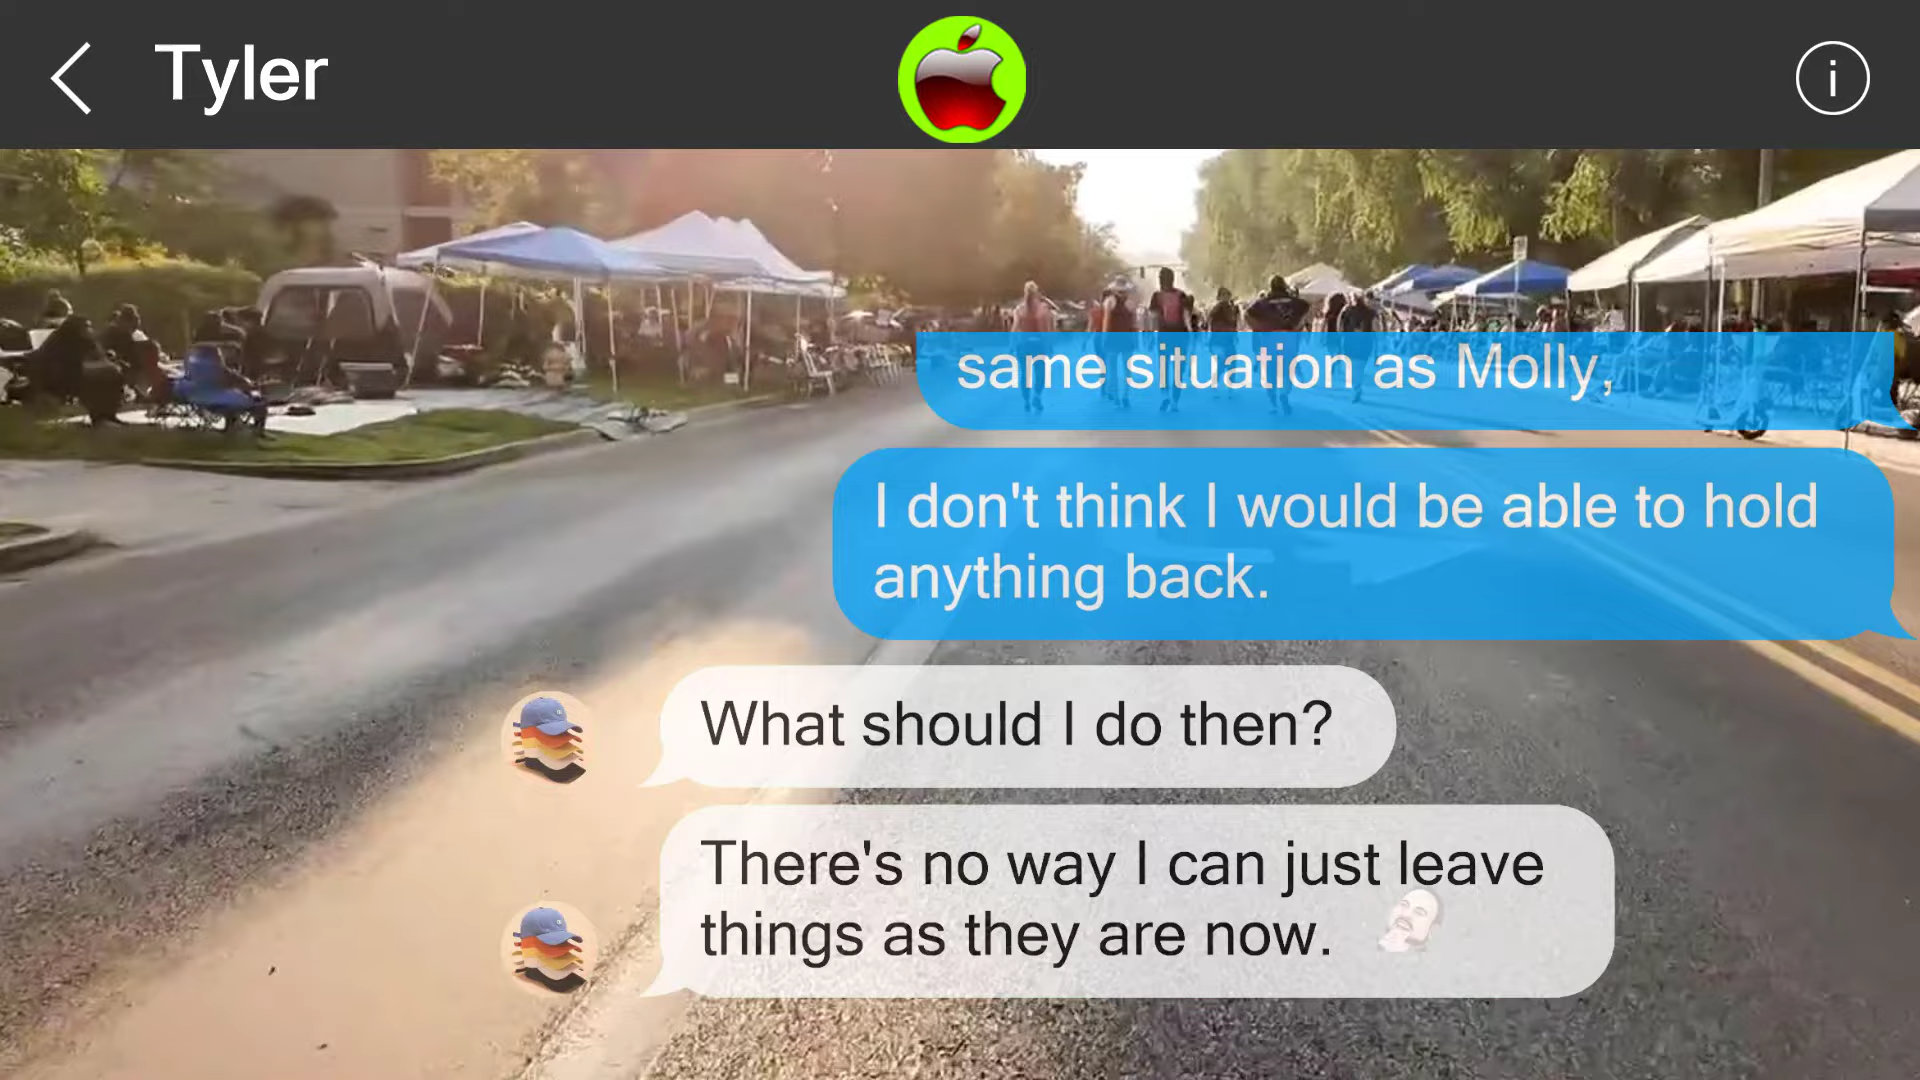 Tyler
i
same situation as Molly,
I don't think I would be able to hold
anything back.
What should I do then?
There's no way I can just leave
things as they are now.